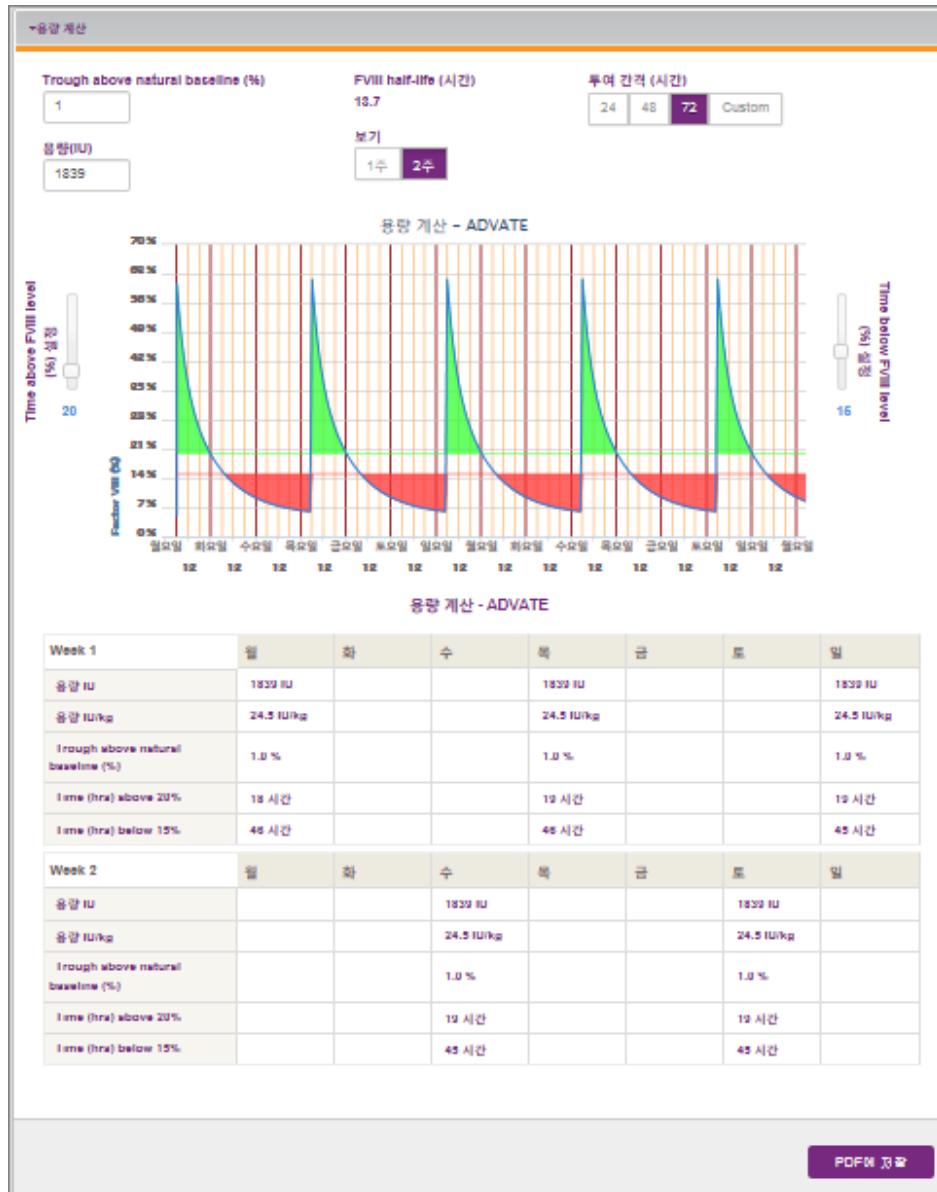 ▾용량 계산
Trough above natural baseline (%)
1
FVIII half-life (시간)
13.7
투여 간격 (시간)
24 48 72 Custom
용량(IU)
1839
보기
1주 2주
용량 계산 – ADVATE
Time above FVIII level (%) 설정
20
Time below FVIII level (%) 설정
15
Factor VIII (%)
70%
63%
56%
49%
42%
35%
28%
21%
14%
7%
0%
월요일 화요일 수요일 목요일 금요일 토요일 일요일 월요일 화요일 수요일 목요일 금요일 토요일 일요일 월요일
12 12 12 12 12 12 12 12 12 12 12 12 12 12
용량 계산 - ADVATE
Week 1 월 화 수 목 금 토 일
용량 IU 1839 IU 1839 IU 1839 IU
용량 IU/kg 24.5 IU/kg 24.5 IU/kg 24.5 IU/kg
Trough above natural
baseline (%) 1.0 % 1.0 % 1.0 %
Time (hrs) above 20% 18 시간 19 시간 19 시간
Time (hrs) below 15% 46 시간 46 시간 45 시간
Week 2 월 화 수 목 금 토 일
용량 IU 1839 IU 1839 IU
용량 IU/kg 24.5 IU/kg 24.5 IU/kg
Trough above natural
baseline (%) 1.0 % 1.0 %
Time (hrs) above 20% 19 시간 19 시간
Time (hrs) below 15% 45 시간 45 시간
PDF에 저장